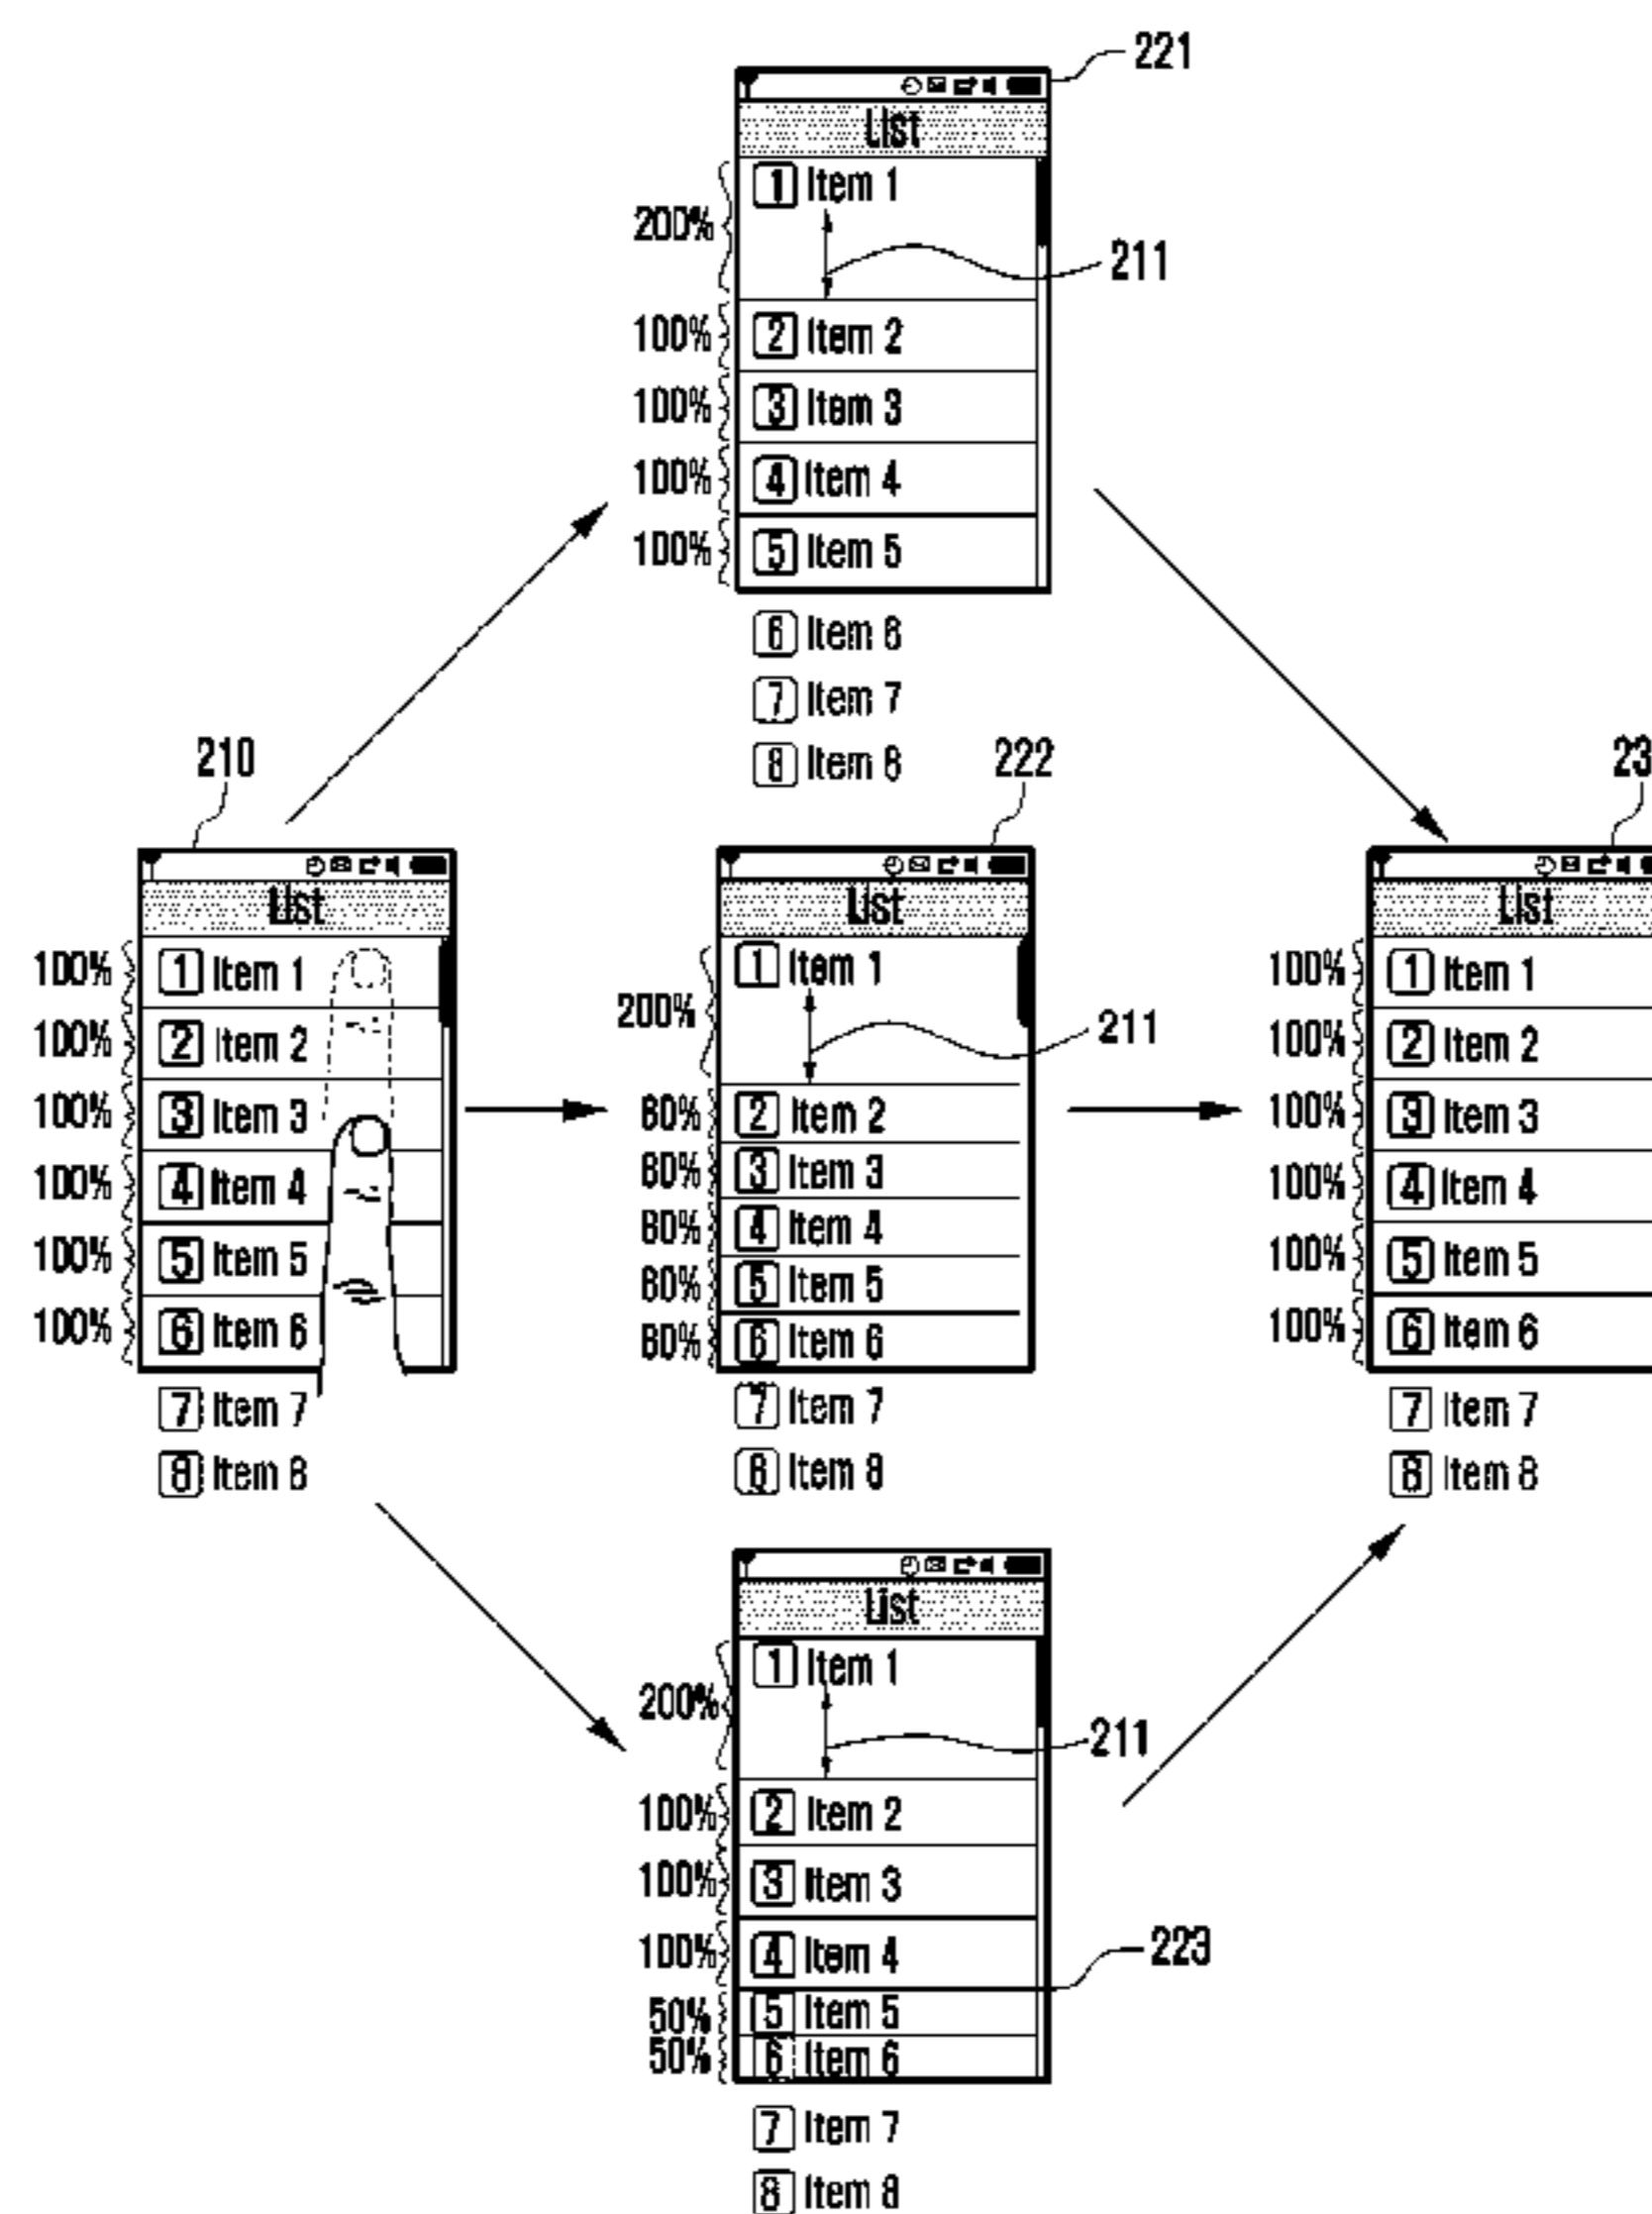 221
List
1 Item 1
200%
211
100% 2 Item 2
100% 3 Item 3
100% 4 Item 4
100% 5 Item 5
6 Item 6
7 Item 7
8 Item 8
210
List
100% 1 Item 1
100% 2 Item 2
100% 3 Item 3
100% 4 Item 4
100% 5 Item 5
100% 6 Item 6
7 Item 7
8 Item 8
222
List
1 Item 1
200%
211
80% 2 Item 2
80% 3 Item 3
80% 4 Item 4
80% 5 Item 5
80% 6 Item 6
7 Item 7
8 Item 8
23
List
100% 1 Item 1
100% 2 Item 2
100% 3 Item 3
100% 4 Item 4
100% 5 Item 5
100% 6 Item 6
7 Item 7
8 Item 8
List
1 Item 1
200%
211
100% 2 Item 2
100% 3 Item 3
100% 4 Item 4
223
50% 5 Item 5
50% 6 Item 6
7 Item 7
8 Item 8